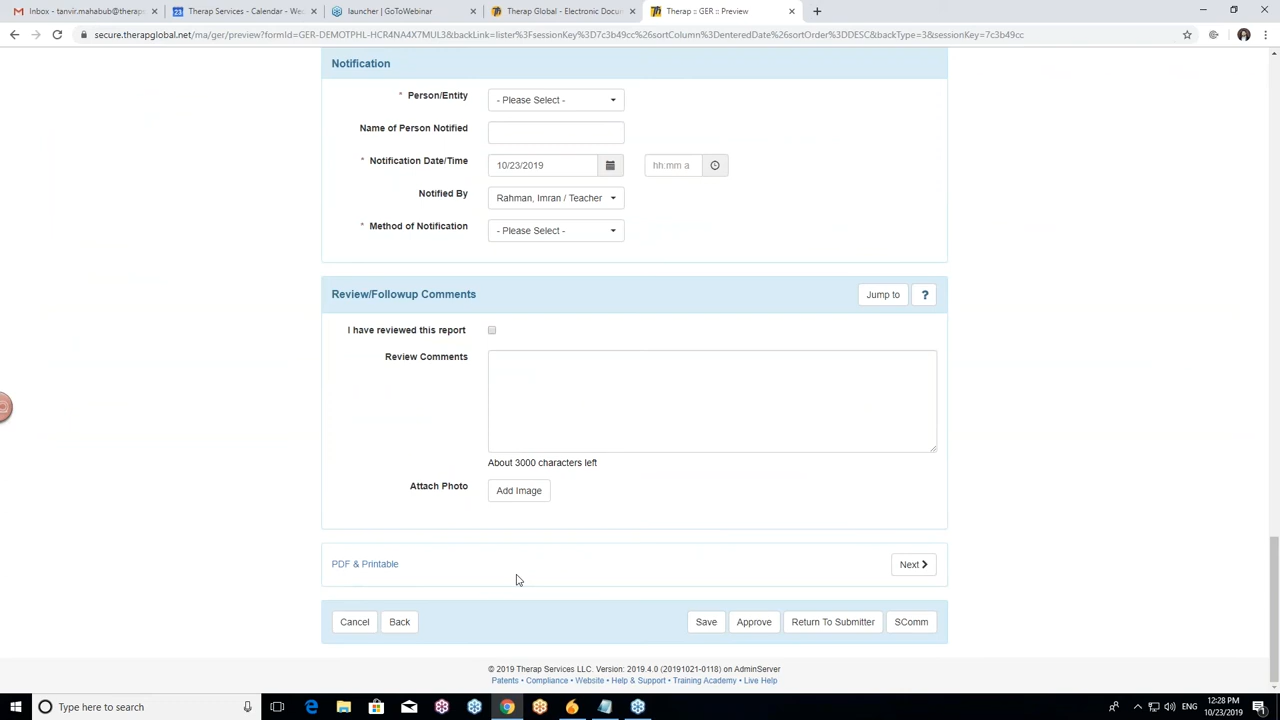 Inbox - tanvir.mahabub@therap
Therap Services - Calendar - We
launcher | GoToWebinar
Therap Global - Electronic Docum
Therap :: GER :: Preview
secure.therapglobal.net/ma/ger/preview?formId=GER-DEMOTPHL-HCR4NA4X7MUL3&backLink=lister%3FsessionKey%3D7c3b49cc%26sortColumn%3DenteredDate%26sortOrder%3DDESC&backType=3&sessionKey=7c3b49cc
Notification
* Person/Entity - Please Select -
Name of Person Notified
* Notification Date/Time 10/23/2019 hh:mm a
Notified By Rahman, Imran / Teacher
* Method of Notification - Please Select -
Review/Followup Comments Jump to ?
I have reviewed this report
Review Comments
About 3000 characters left
Attach Photo Add Image
PDF & Printable Next
Cancel Back Save Approve Return To Submitter SComm
© 2019 Therap Services LLC. Version: 2019.4.0 (20191021-0118) on AdminServer
Patents • Compliance • Website • Help & Support • Training Academy • Live Help
Type here to search
12:28 PM
10/23/2019